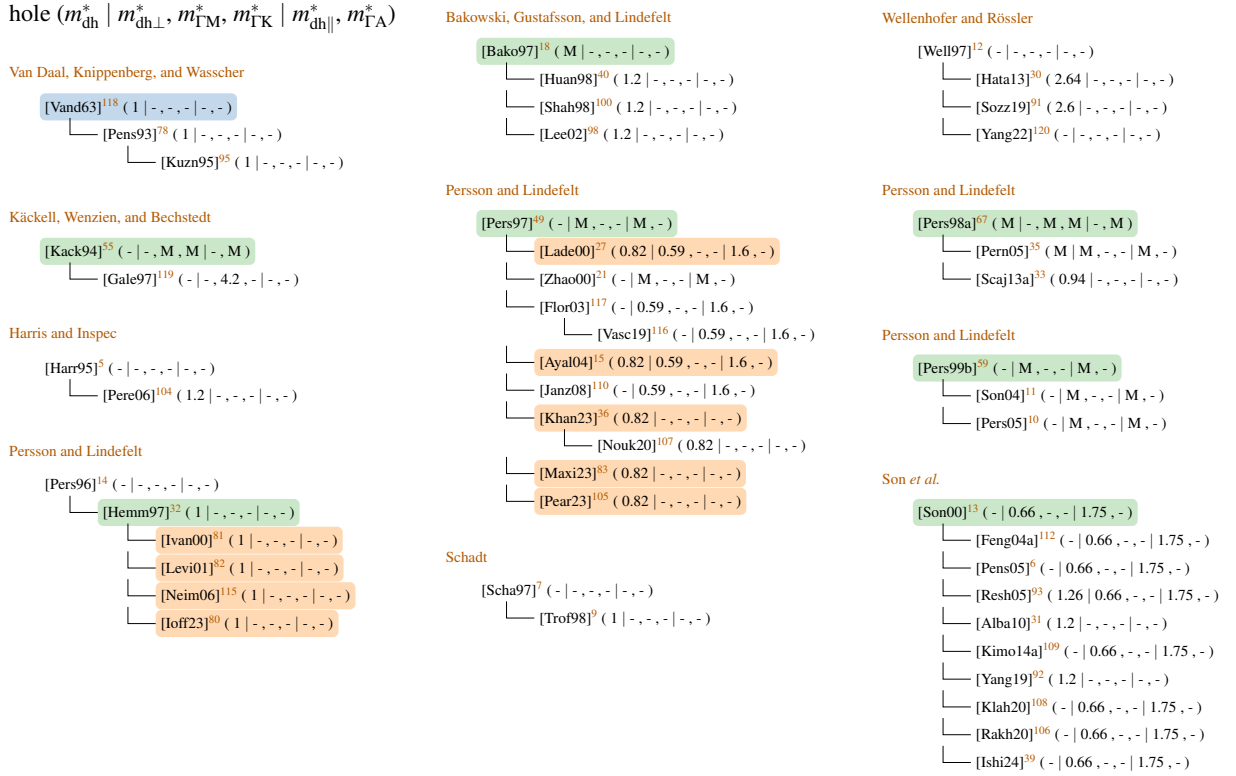 hole (m*dh | m*dh⊥, m*ΓM, m*ΓK | m*dh∥, m*ΓA)
Van Daal, Knippenberg, and Wasscher
[Vand63]118 ( 1 | - , - , - | - , - )
[Pens93]78 ( 1 | - , - , - | - , - )
[Kuzn95]95 ( 1 | - , - , - | - , - )
Käckell, Wenzien, and Bechstedt
[Kack94]55 ( - | - , M , M | - , M )
[Gale97]119 ( - | - , 4.2 , - | - , - )
Harris and Inspec
[Harr95]5 ( - | - , - , - | - , - )
[Pere06]104 ( 1.2 | - , - , - | - , - )
Persson and Lindefelt
[Pers96]14 ( - | - , - , - | - , - )
[Hemm97]32 ( 1 | - , - , - | - , - )
[Ivan00]81 ( 1 | - , - , - | - , - )
[Levi01]82 ( 1 | - , - , - | - , - )
[Neim06]115 ( 1 | - , - , - | - , - )
[Ioff23]80 ( 1 | - , - , - | - , - )
Bakowski, Gustafsson, and Lindefelt
[Bako97]18 ( M | - , - , - | - , - )
[Huan98]40 ( 1.2 | - , - , - | - , - )
[Shah98]100 ( 1.2 | - , - , - | - , - )
[Lee02]98 ( 1.2 | - , - , - | - , - )
Persson and Lindefelt
[Pers97]49 ( - | M , - , - | M , - )
[Lade00]27 ( 0.82 | 0.59 , - , - | 1.6 , - )
[Zhao00]21 ( - | M , - , - | M , - )
[Flor03]117 ( - | 0.59 , - , - | 1.6 , - )
[Vasc19]116 ( - | 0.59 , - , - | 1.6 , - )
[Ayal04]15 ( 0.82 | 0.59 , - , - | 1.6 , - )
[Janz08]110 ( - | 0.59 , - , - | 1.6 , - )
[Khan23]36 ( 0.82 | - , - , - | - , - )
[Nouk20]107 ( 0.82 | - , - , - | - , - )
[Maxi23]83 ( 0.82 | - , - , - | - , - )
[Pear23]105 ( 0.82 | - , - , - | - , - )
Schadt
[Scha97]7 ( - | - , - , - | - , - )
[Trof98]9 ( 1 | - , - , - | - , - )
Wellenhofer and Rössler
[Well97]12 ( - | - , - , - | - , - )
[Hata13]30 ( 2.64 | - , - , - | - , - )
[Sozz19]91 ( 2.6 | - , - , - | - , - )
[Yang22]120 ( - | - , - , - | - , - )
Persson and Lindefelt
[Pers98a]67 ( M | - , M , M | - , M )
[Pern05]35 ( M | M , - , - | M , - )
[Scaj13a]33 ( 0.94 | - , - , - | - , - )
Persson and Lindefelt
[Pers99b]59 ( - | M , - , - | M , - )
[Son04]11 ( - | M , - , - | M , - )
[Pers05]10 ( - | M , - , - | M , - )
Son et al.
[Son00]13 ( - | 0.66 , - , - | 1.75 , - )
[Feng04a]112 ( - | 0.66 , - , - | 1.75 , - )
[Pens05]6 ( - | 0.66 , - , - | 1.75 , - )
[Resh05]93 ( 1.26 | 0.66 , - , - | 1.75 , - )
[Alba10]31 ( 1.2 | - , - , - | - , - )
[Kimo14a]109 ( - | 0.66 , - , - | 1.75 , - )
[Yang19]92 ( 1.2 | - , - , - | - , - )
[Klah20]108 ( - | 0.66 , - , - | 1.75 , - )
[Rakh20]106 ( - | 0.66 , - , - | 1.75 , - )
[Ishi24]39 ( - | 0.66 , - , - | 1.75 , - )